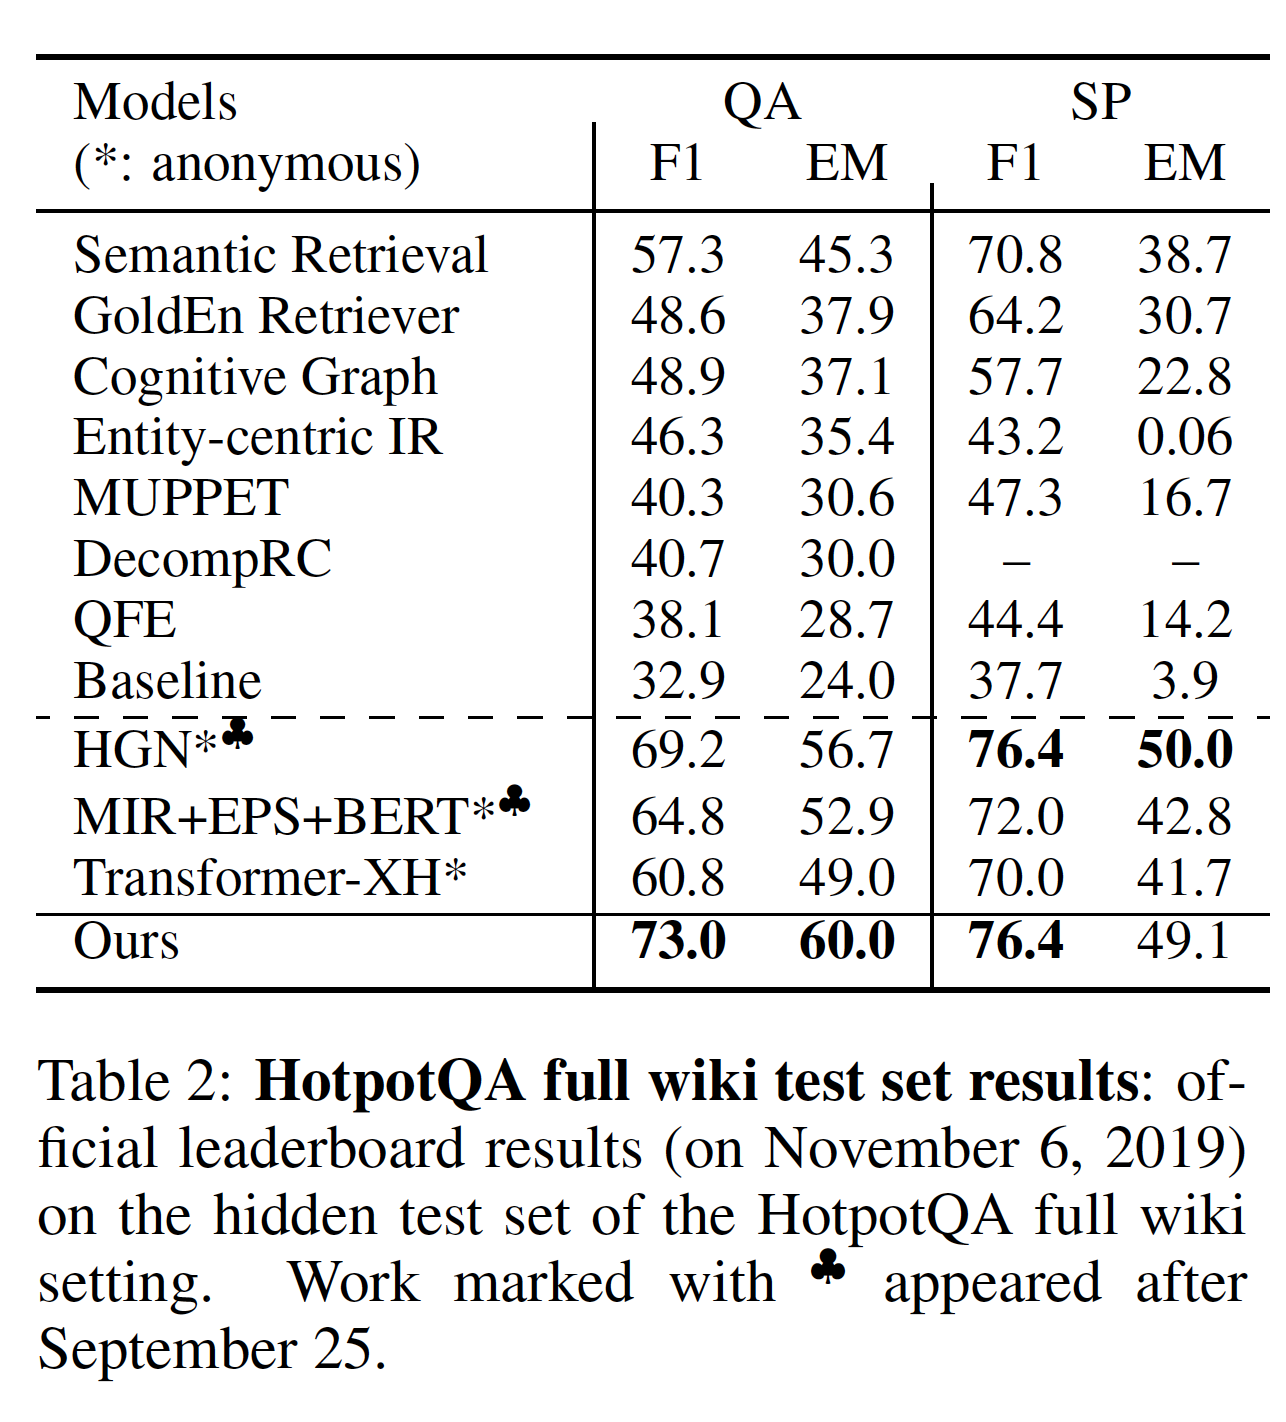 Models QA SP
(*: anonymous) F1 EM F1 EM
Semantic Retrieval 57.3 45.3 70.8 38.7
GoldEn Retriever 48.6 37.9 64.2 30.7
Cognitive Graph 48.9 37.1 57.7 22.8
Entity-centric IR 46.3 35.4 43.2 0.06
MUPPET 40.3 30.6 47.3 16.7
DecompRC 40.7 30.0 – –
QFE 38.1 28.7 44.4 14.2
Baseline 32.9 24.0 37.7 3.9
HGN*♣ 69.2 56.7 76.4 50.0
MIR+EPS+BERT*♣ 64.8 52.9 72.0 42.8
Transformer-XH* 60.8 49.0 70.0 41.7
Ours 73.0 60.0 76.4 49.1
Table 2: HotpotQA full wiki test set results: of-
ficial leaderboard results (on November 6, 2019)
on the hidden test set of the HotpotQA full wiki
setting. Work marked with ♣ appeared after
September 25.